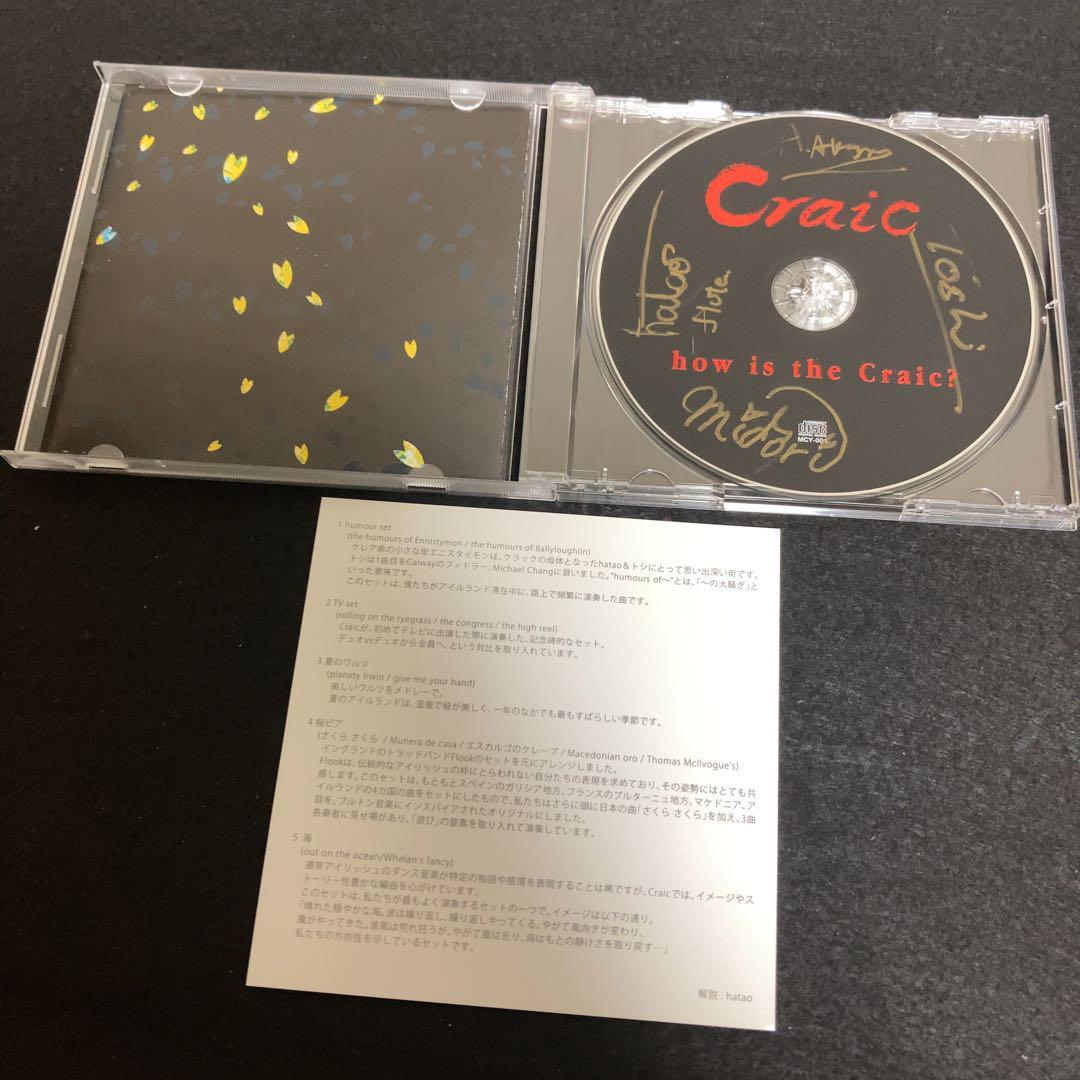 Craic
hatao
flute.
Toshi
how is the Craic?
Midori
disc
DIGITAL AUDIO
1 humour set
(the humours of Ennistymon / the humours of Ballyloughlin)
クレア県の小さな街エニスタイモンは、クラックの母体となったhatao＆トシにとって思い出深い街です。
トシは1曲目をGalwayのフィドラー、Michael Changに習いました。"humours of～"とは、「～の大騒ぎ」と
いった意味です。
このセットは、僕たちがアイルランド滞在中に、路上で頻繁に演奏した曲です。
2 TV set
(rolling on the ryegrass / the congress / the high reel)
Craicが、初めてテレビに出演した際に演奏した、記念碑的なセット。
デュオvsデュオから全員へ、という対比を取り入れています。
3 夏のワルツ
(planxty irwin / give me your hand)
美しいワルツをメドレーで。
夏のアイルランドは、温暖で緑が美しく、一年のなかでも最もすばらしい季節です。
4 桜ビア
(さくら さくら / Munera de casa / エスカルゴのクレープ / Macedonian oro / Thomas McIlvogue's)
イングランドのトラッドバンドFlookのセットを元にアレンジしました。
Flookは、伝統的なアイリッシュの枠にとらわれない自分たちの表現を求めており、その姿勢にはとても共
感します。このセットは、もともとスペインのガリシア地方、フランスのブルターニュ地方、マケドニア、ア
イルランドの4カ国の曲をセットにしたもので、私たちはさらに頭に日本の曲「さくら さくら」を加え、3曲
目を、ブルトン音楽にインスパイアされたオリジナルにしました。
各奏者に見せ場があり、「遊び」の要素を取り入れて演奏しています。
5 海
(out on the ocean/Whelan's fancy)
通常アイリッシュのダンス音楽が特定の物語や感情を表現することは稀ですが、Craicでは、イメージやス
トーリー性豊かな編曲を心がけています。
このセットは、私たちが最もよく演奏するセットの一つで、イメージは以下の通り。
「晴れた穏やかな海。波は繰り返し、繰り返しやってくる。やがて風向きが変わり、
嵐がやってきた。波風は荒れ狂うが、やがて嵐は去り、海はもとの静けさを取り戻す…」
私たちの方向性を示しているセットです。
解説 : hatao